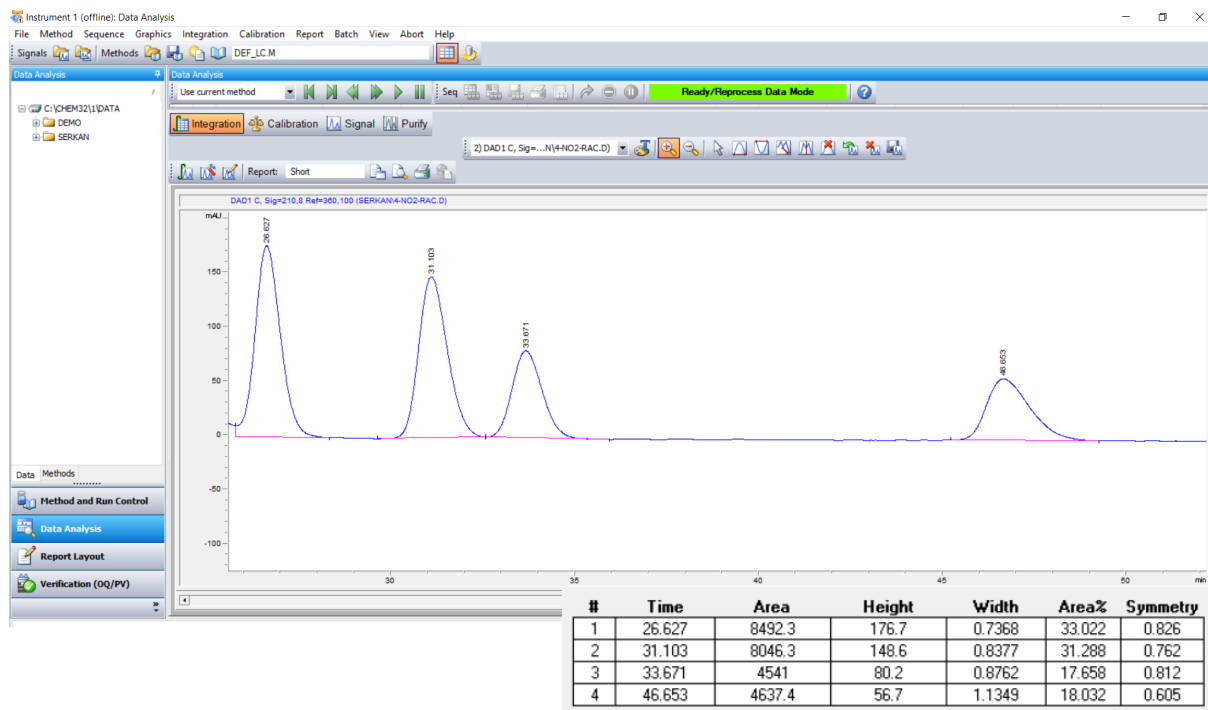 Instrument 1 (offline): Data Analysis
File Method Sequence Graphics Integration Calibration Report Batch View Abort Help
Signals Methods DEF_LC.M
Data Analysis
C:\CHEM32\1\DATA
DEMO
SERKAN
Data Methods
Method and Run Control
Data Analysis
Report Layout
Verification (OQ/PV)
Data Analysis
Use current method Seq Ready/Reprocess Data Mode
Integration Calibration Signal Purify
2) DAD1 C, Sig=...N\4-NO2-RAC.D)
Report: Short
DAD1 C, Sig=210,8 Ref=360,100 (SERKAN\4-NO2-RAC.D)
mAU
26.627
31.103
33.671
46.653
150
100
50
0
-50
-100
30 35 40 45 50 min
# Time Area Height Width Area% Symmetry
1 26.627 8492.3 176.7 0.7368 33.022 0.826
2 31.103 8046.3 148.6 0.8377 31.288 0.762
3 33.671 4541 80.2 0.8762 17.658 0.812
4 46.653 4637.4 56.7 1.1349 18.032 0.605